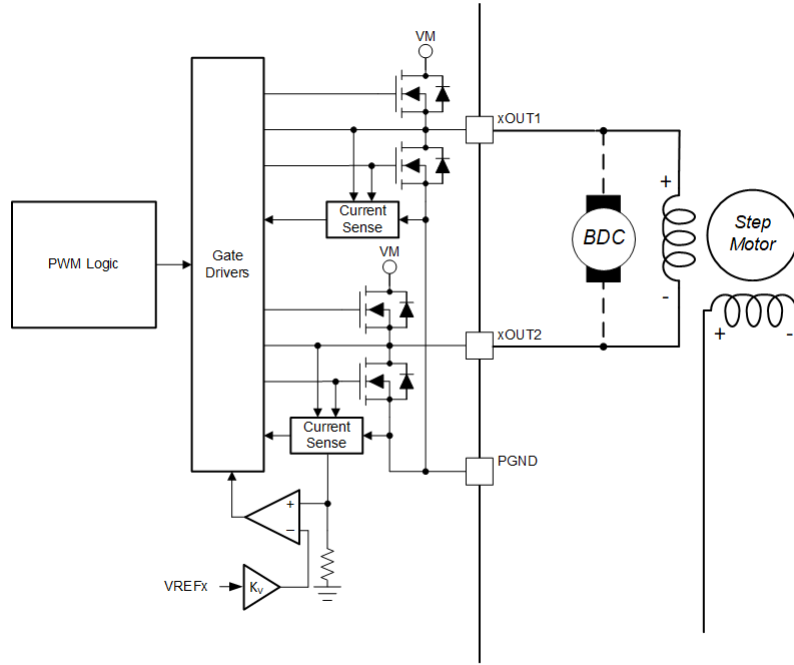 VM
xOUT1
Current
Sense
+
Step
Motor
BDC
PWM Logic
Gate
Drivers
VM
-
+
-
xOUT2
Current
Sense
PGND
+
−
VREFx
KV